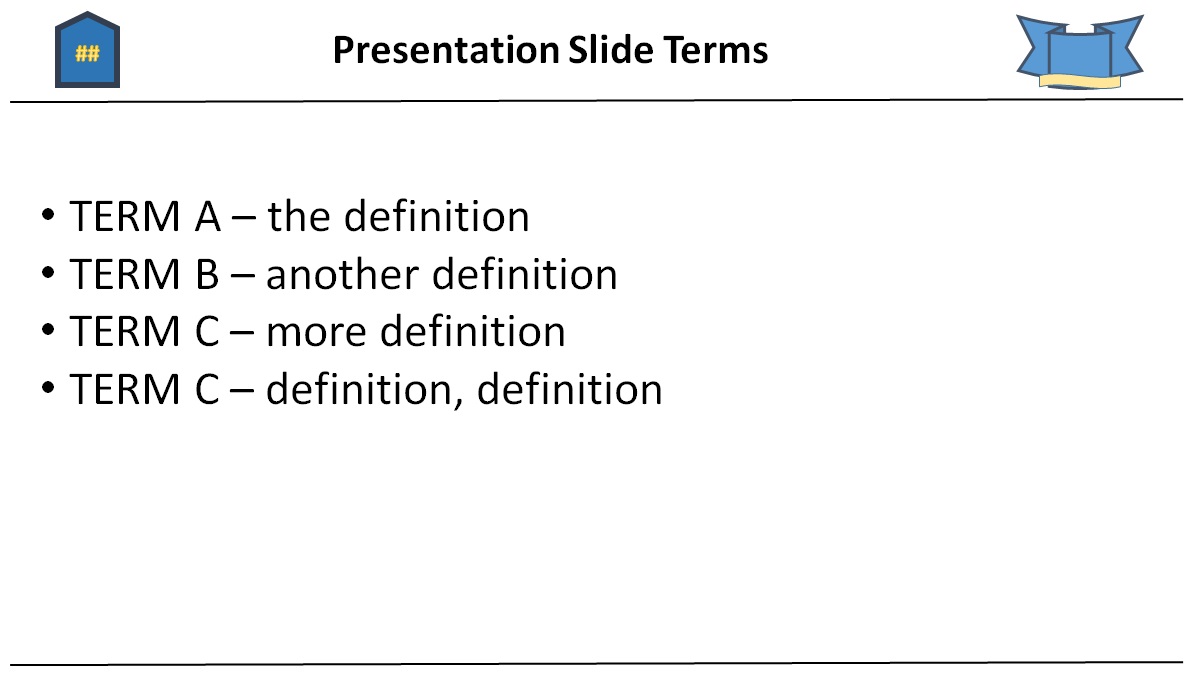 ##
Presentation Slide Terms
• TERM A – the definition
• TERM B – another definition
• TERM C – more definition
• TERM C – definition, definition